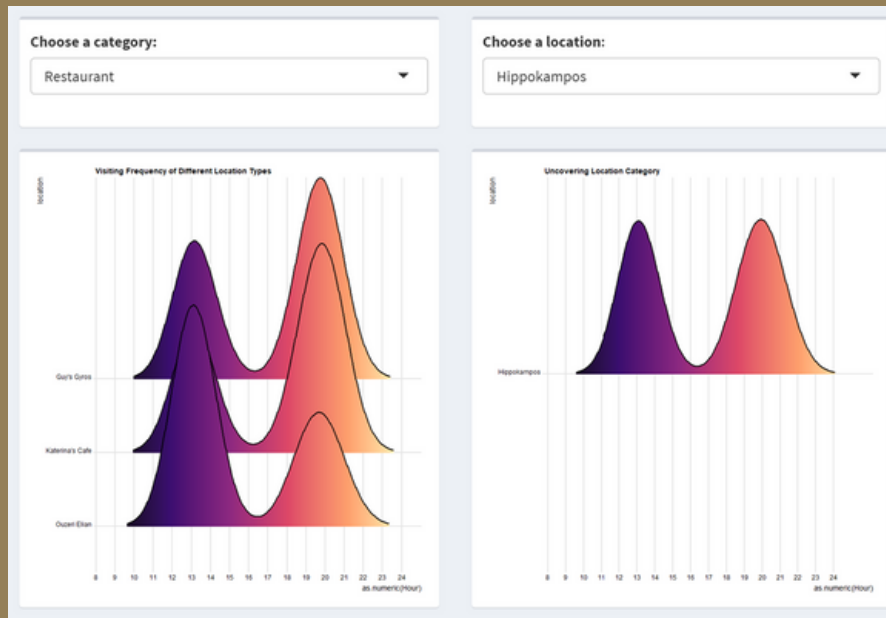 Choose a category:
Restaurant
Visiting Frequency of Different Location Types
location
Guy's Gyros
Katerina's Cafe
Ouzeri Elian
8 9 10 11 12 13 14 15 16 17 18 19 20 21 22 23 24
as.numeric(Hour)
Choose a location:
Hippokampos
Uncovering Location Category
location
Hippokampos
8 9 10 11 12 13 14 15 16 17 18 19 20 21 22 23 24
as.numeric(Hour)